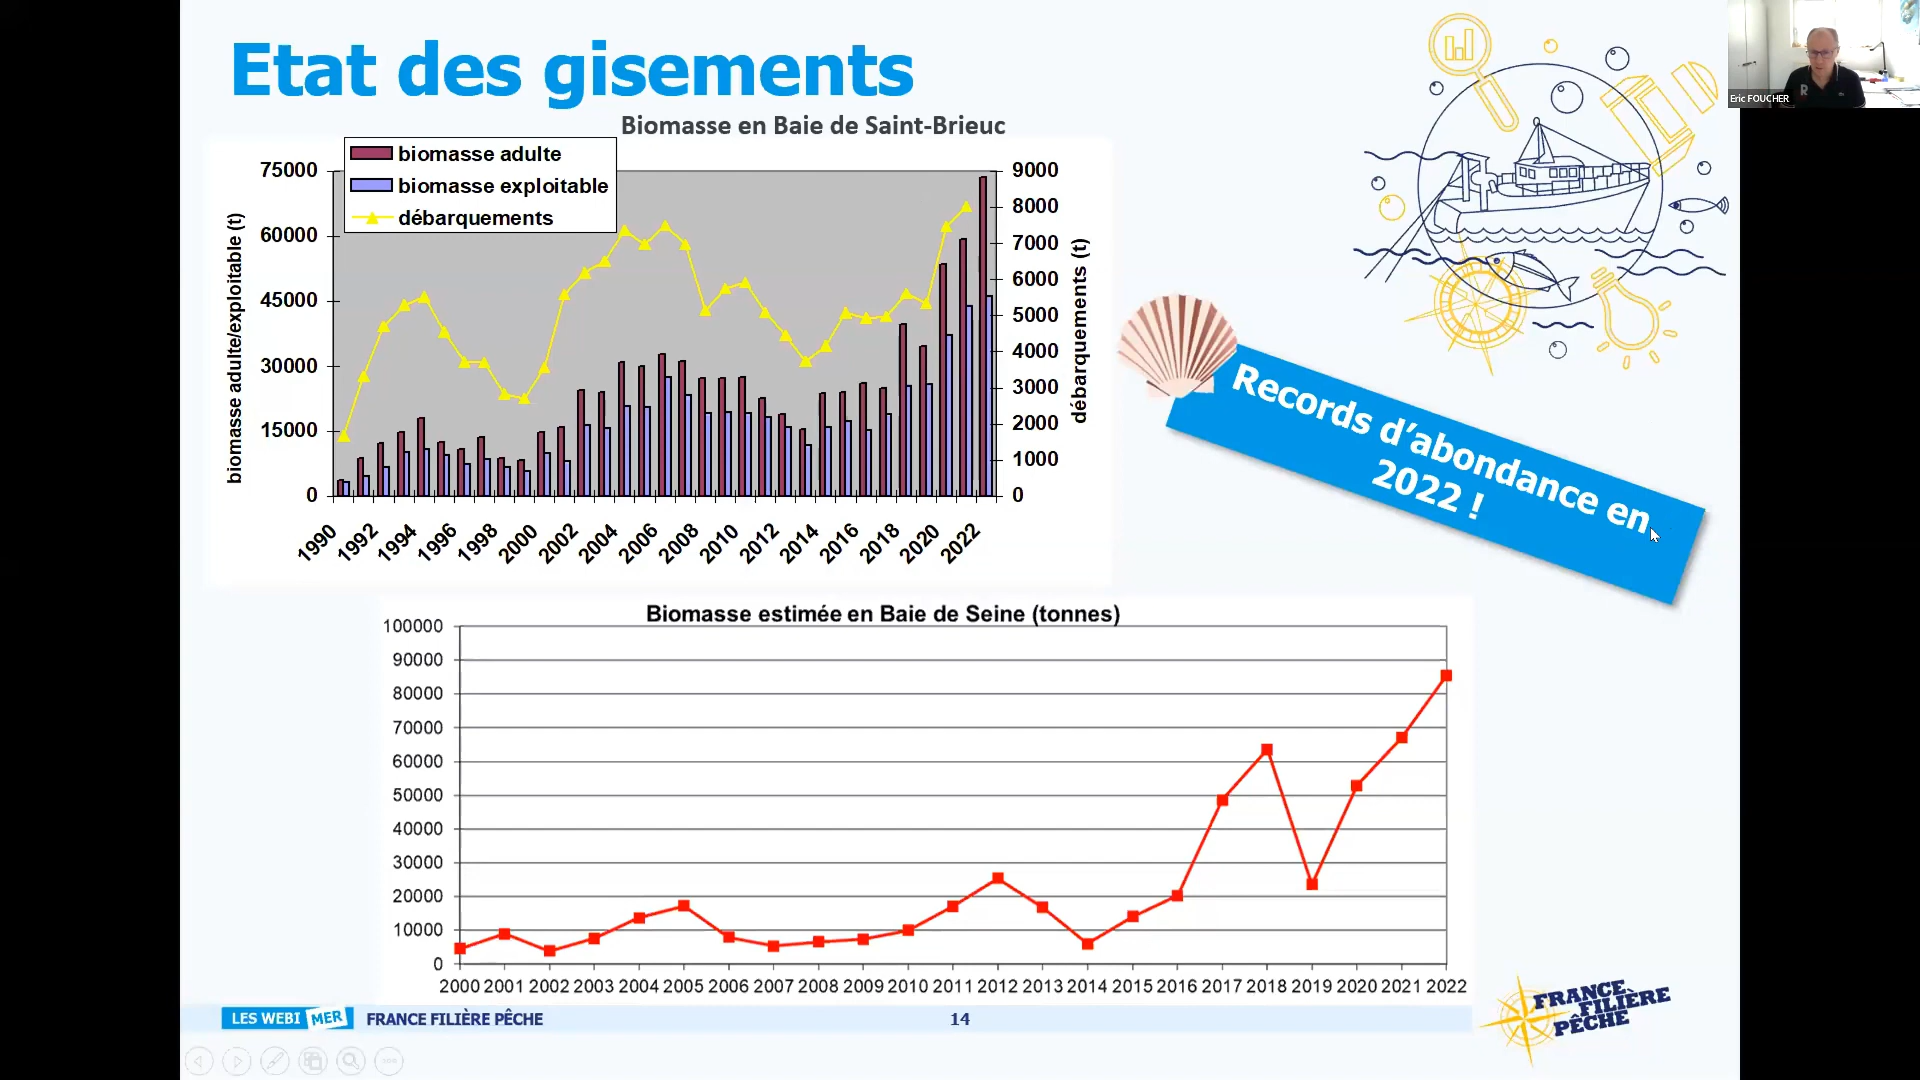 Etat des gisements
Biomasse en Baie de Saint-Brieuc
biomasse adulte
biomasse exploitable
débarquements
75000
60000
45000
30000
15000
0
biomasse adulte/exploitable (t)
9000
8000
7000
6000
5000
4000
3000
2000
1000
0
débarquements (t)
1990
1992
1994
1996
1998
2000
2002
2004
2006
2008
2010
2012
2014
2016
2018
2020
2022
Eric FOUCHER
R
Records d'abondance en
2022 !
Biomasse estimée en Baie de Seine (tonnes)
100000
90000
80000
70000
60000
50000
40000
30000
20000
10000
0
2000 2001 2002 2003 2004 2005 2006 2007 2008 2009 2010 2011 2012 2013 2014 2015 2016 2017 2018 2019 2020 2021 2022
LES WEBI MER FRANCE FILIÈRE PÊCHE
14
FRANCE
FILIÈRE
PÊCHE